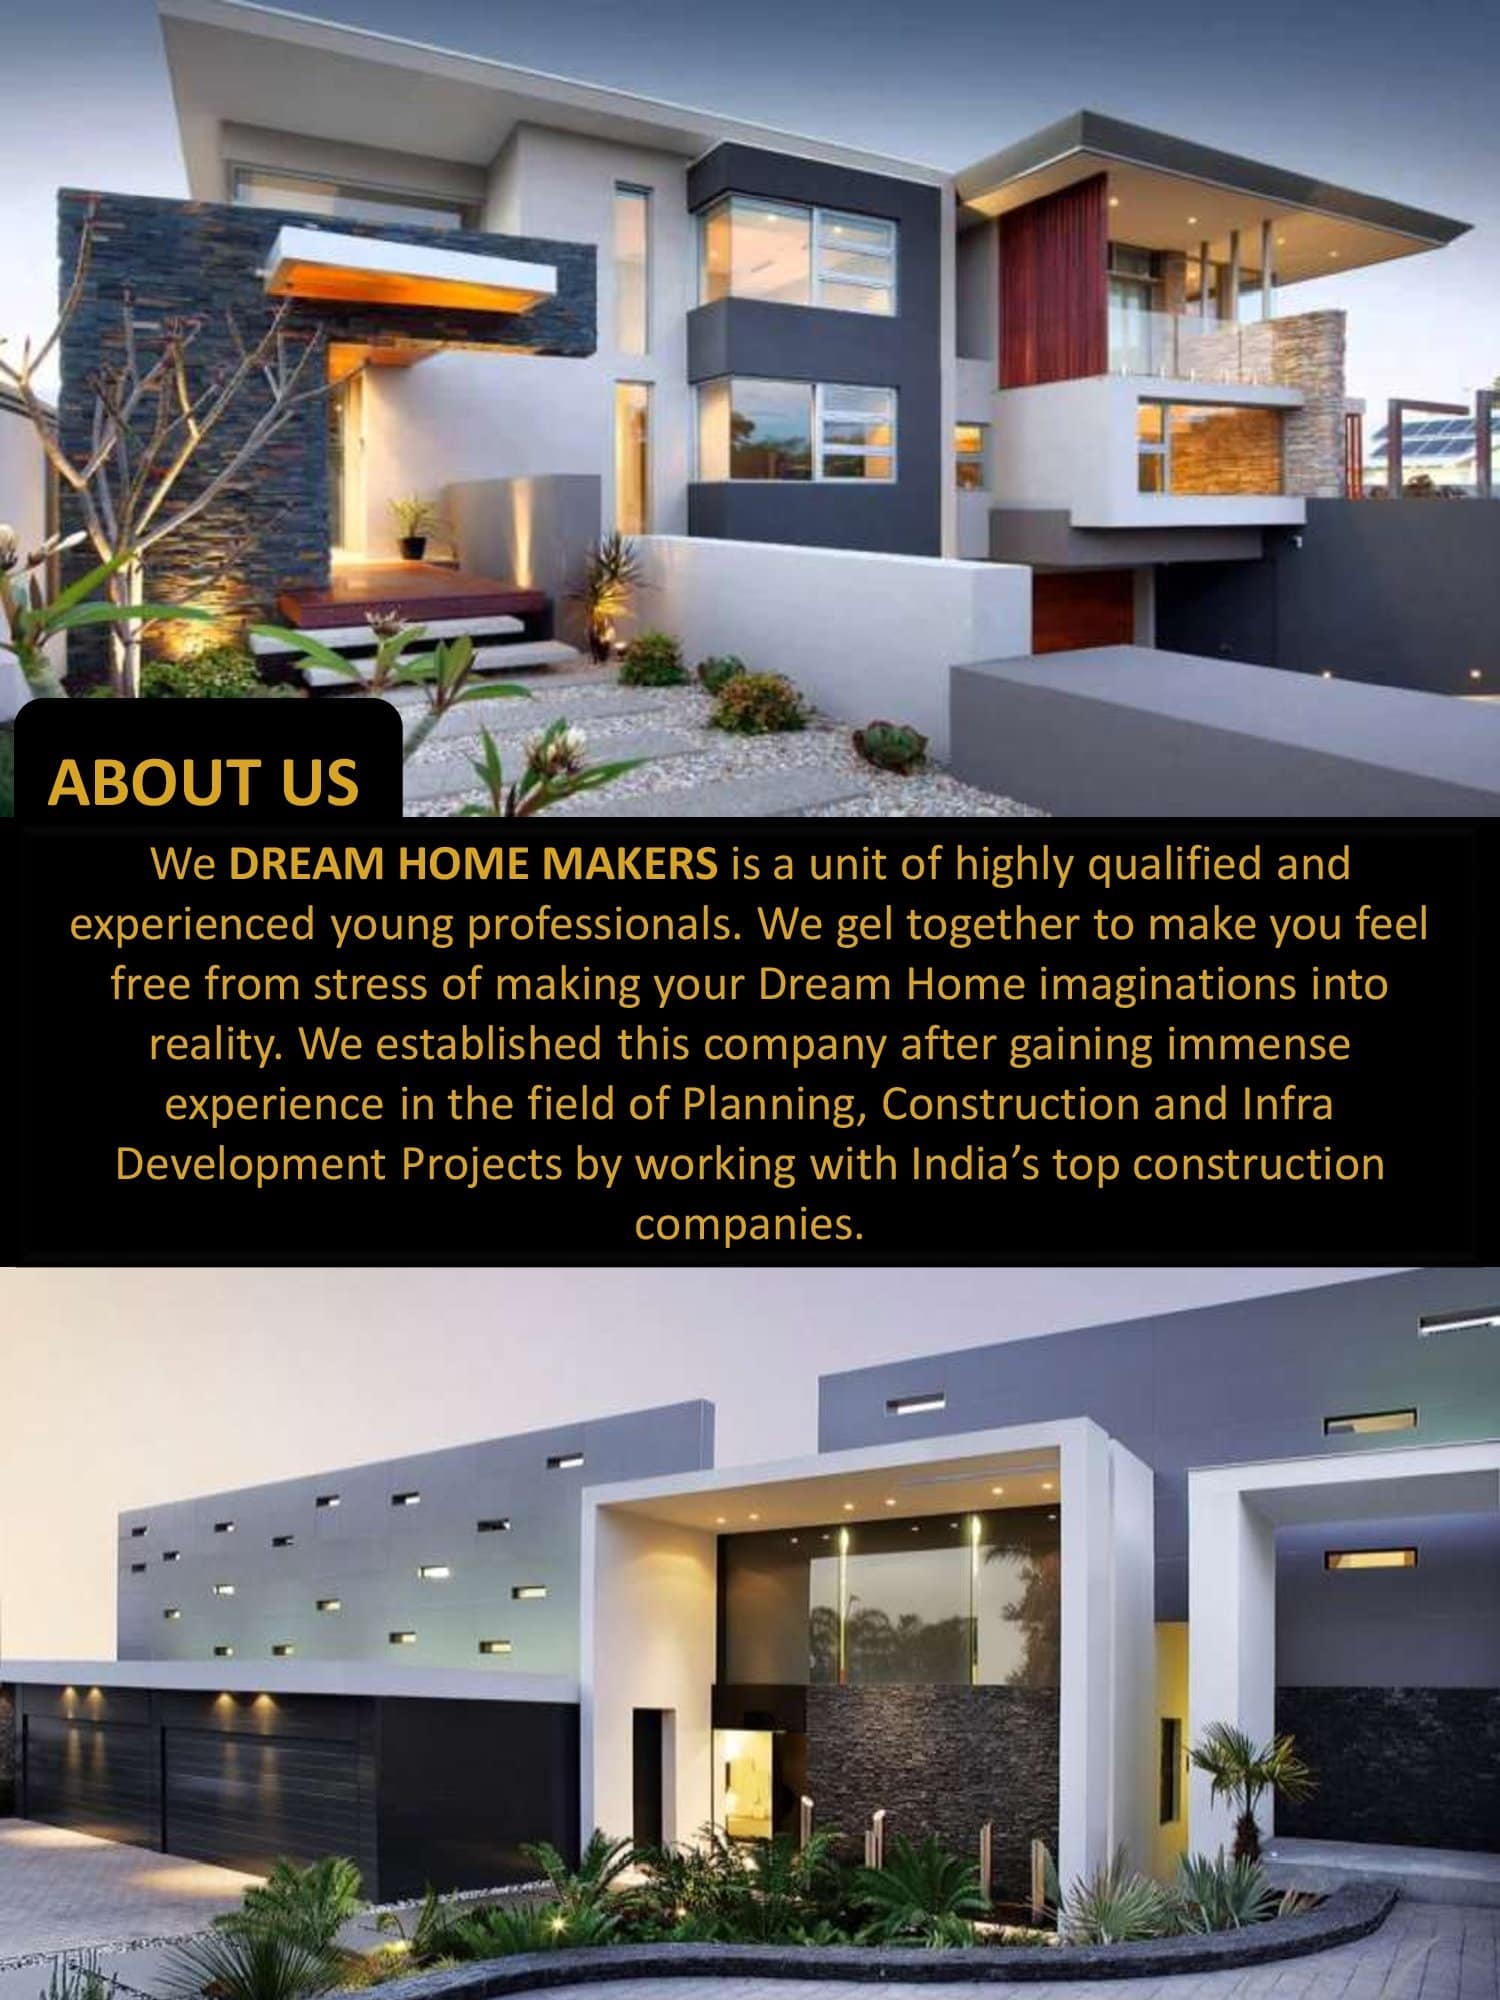 ABOUT US
We DREAM HOME MAKERS is a unit of highly qualified and
experienced young professionals. We gel together to make you feel
free from stress of making your Dream Home imaginations into
reality. We established this company after gaining immense
experience in the field of Planning, Construction and Infra
Development Projects by working with India’s top construction
companies.